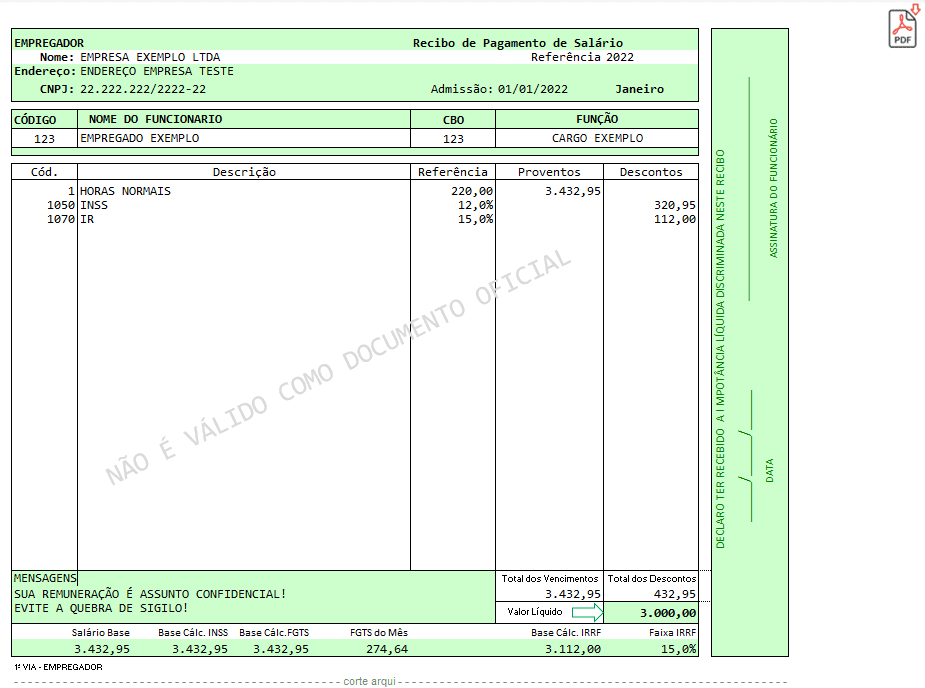 PDF
EMPREGADOR Recibo de Pagamento de Salário
Nome: EMPRESA EXEMPLO LTDA Referência 2022
Endereço: ENDEREÇO EMPRESA TESTE
CNPJ: 22.222.222/2222-22 Admissão: 01/01/2022 Janeiro
CÓDIGO NOME DO FUNCIONARIO CBO FUNÇÃO
123 EMPREGADO EXEMPLO 123 CARGO EXEMPLO
Cód. Descrição Referência Proventos Descontos
1 HORAS NORMAIS 220,00 3.432,95
1050 INSS 12,0% 320,95
1070 IR 15,0% 112,00
NÃO É VÁLIDO COMO DOCUMENTO OFICIAL
MENSAGENS Total dos Vencimentos Total dos Descontos
SUA REMUNERAÇÃO É ASSUNTO CONFIDENCIAL! 3.432,95 432,95
EVITE A QUEBRA DE SIGILO! Valor Líquido 3.000,00
Salário Base Base Cálc. INSS Base Cálc.FGTS FGTS do Mês Base Cálc. IRRF Faixa IRRF
3.432,95 3.432,95 3.432,95 274,64 3.112,00 15,0%
1ª VIA - EMPREGADOR
corte arqui
DECLARO TER RECEBIDO A IMPOTÂNCIA LÍQUIDA DISCRIMINADA NESTE RECIBO
___/___/___
DATA
ASSINATURA DO FUNCIONÁRIO